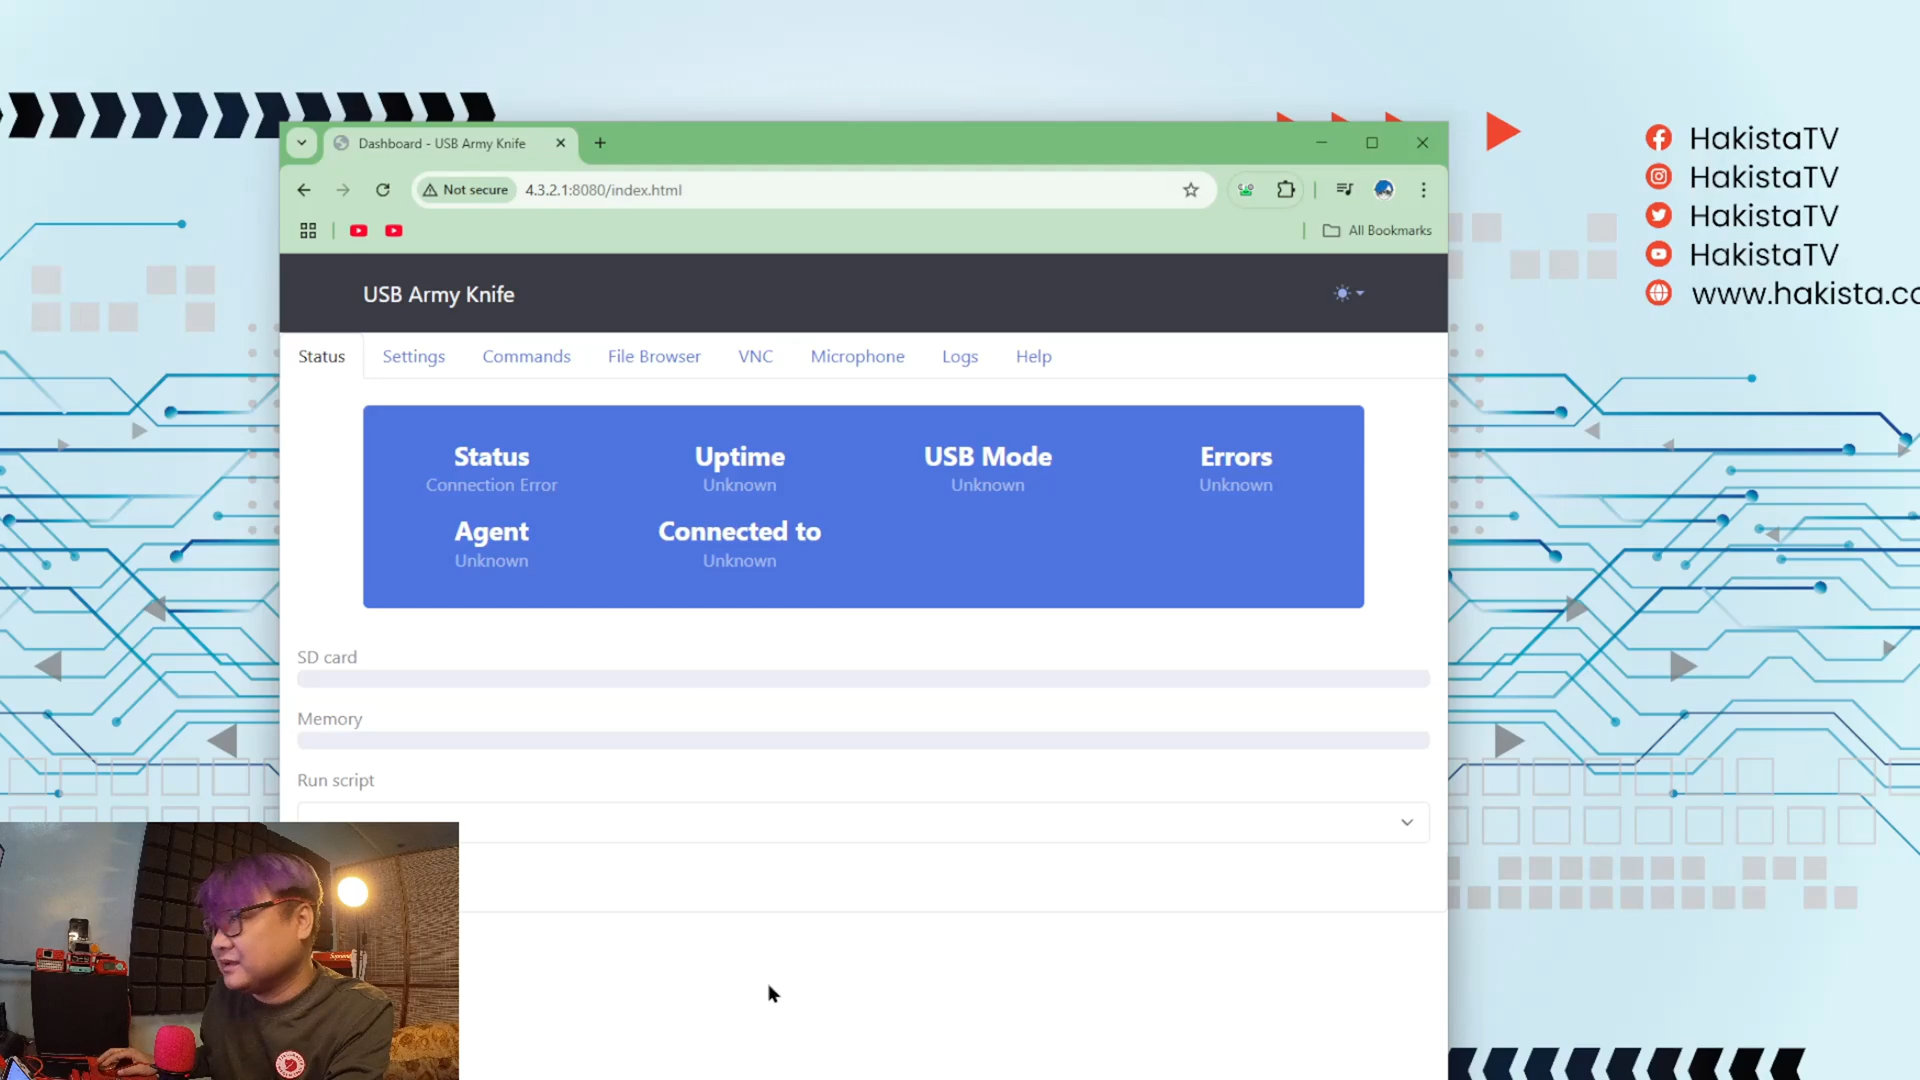 Dashboard - USB Army Knife
Not secure
4.3.2.1:8080/index.html
All Bookmarks
USB Army Knife
Status
Settings
Commands
File Browser
VNC
Microphone
Logs
Help
Status
Uptime
USB Mode
Errors
Connection Error
Unknown
Unknown
Unknown
Agent
Connected to
Unknown
Unknown
SD card
Memory
Run script
HakistaTV
HakistaTV
HakistaTV
HakistaTV
www.hakista.co
Supreme